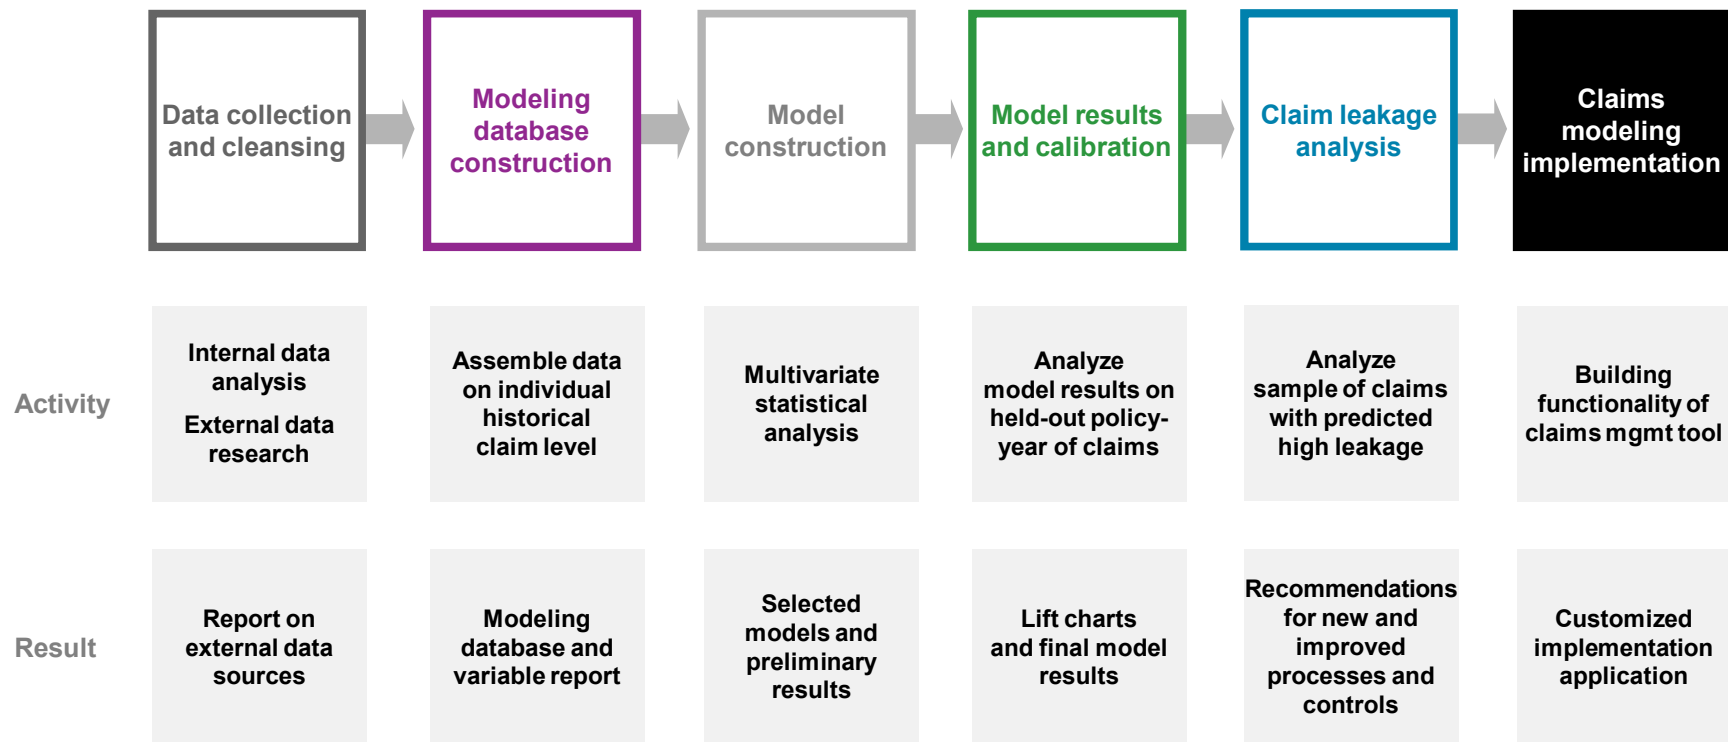 Data collection
and cleansing
Modeling
database
construction
Model
construction
Model results
and calibration
Claim leakage
analysis
Claims
modeling
implementation
Activity
Internal data
analysis
External data
research
Assemble data
on individual
historical
claim level
Multivariate
statistical
analysis
Analyze
model results on
held-out policy-
year of claims
Analyze
sample of claims
with predicted
high leakage
Building
functionality of
claims mgmt tool
Result
Report on
external data
sources
Modeling
database and
variable report
Selected
models and
preliminary
results
Lift charts
and final model
results
Recommendations
for new and
improved
processes and
controls
Customized
implementation
application